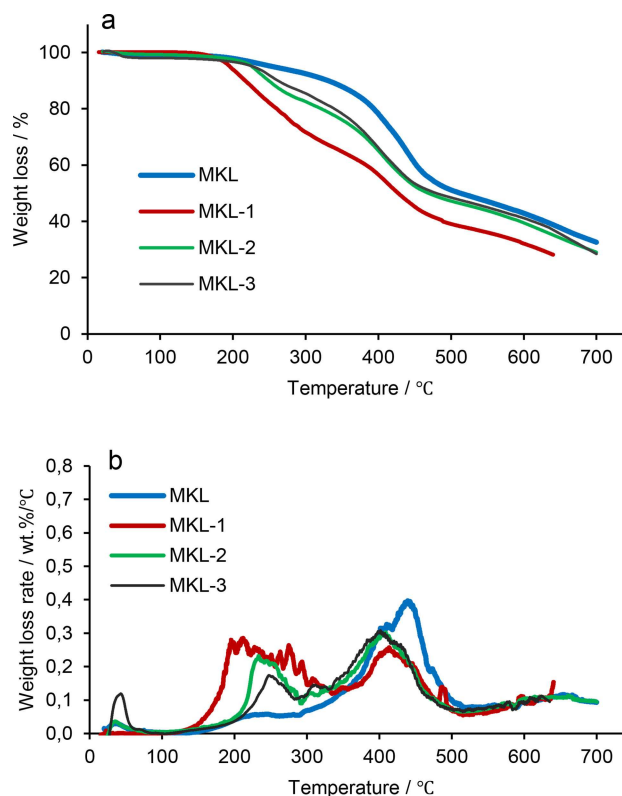 a
100
80
60
40
20
0
Weight loss / %
MKL
MKL-1
MKL-2
MKL-3
0 100 200 300 400 500 600 700
Temperature / °C
b
0,8
0,7
0,6
0,5
0,4
0,3
0,2
0,1
0,0
Weight loss rate / wt.%/°C
MKL
MKL-1
MKL-2
MKL-3
0 100 200 300 400 500 600 700
Temperature / °C